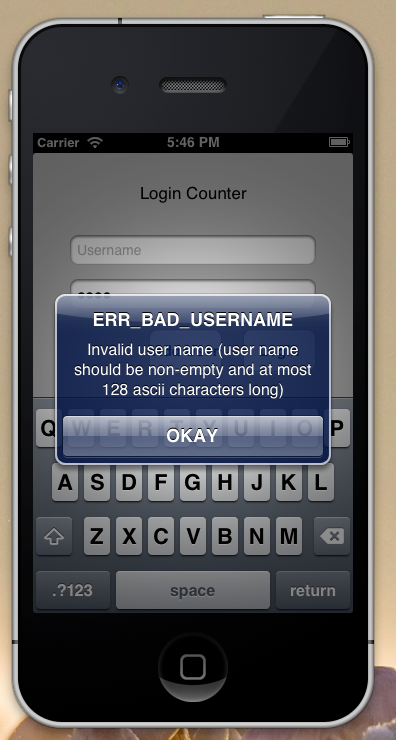 Carrier 5:46 PM
Login Counter
Username
ERR_BAD_USERNAME
Invalid user name (user name
should be non-empty and at most
128 ascii characters long)
OKAY
Q W E R U I O P
A S D F G H J K L
Z X C V B N M
.?123 space return